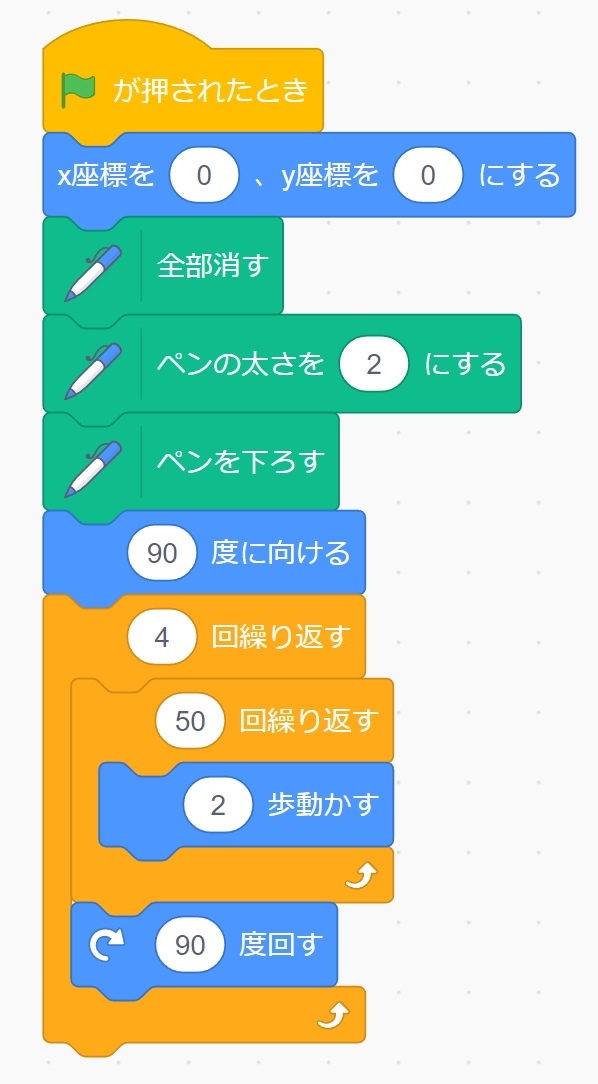 が押されたとき
x座標を 0 、y座標を 0 にする
全部消す
ペンの太さを 2 にする
ペンを下ろす
90 度に向ける
4 回繰り返す
50 回繰り返す
2 歩動かす
90 度回す